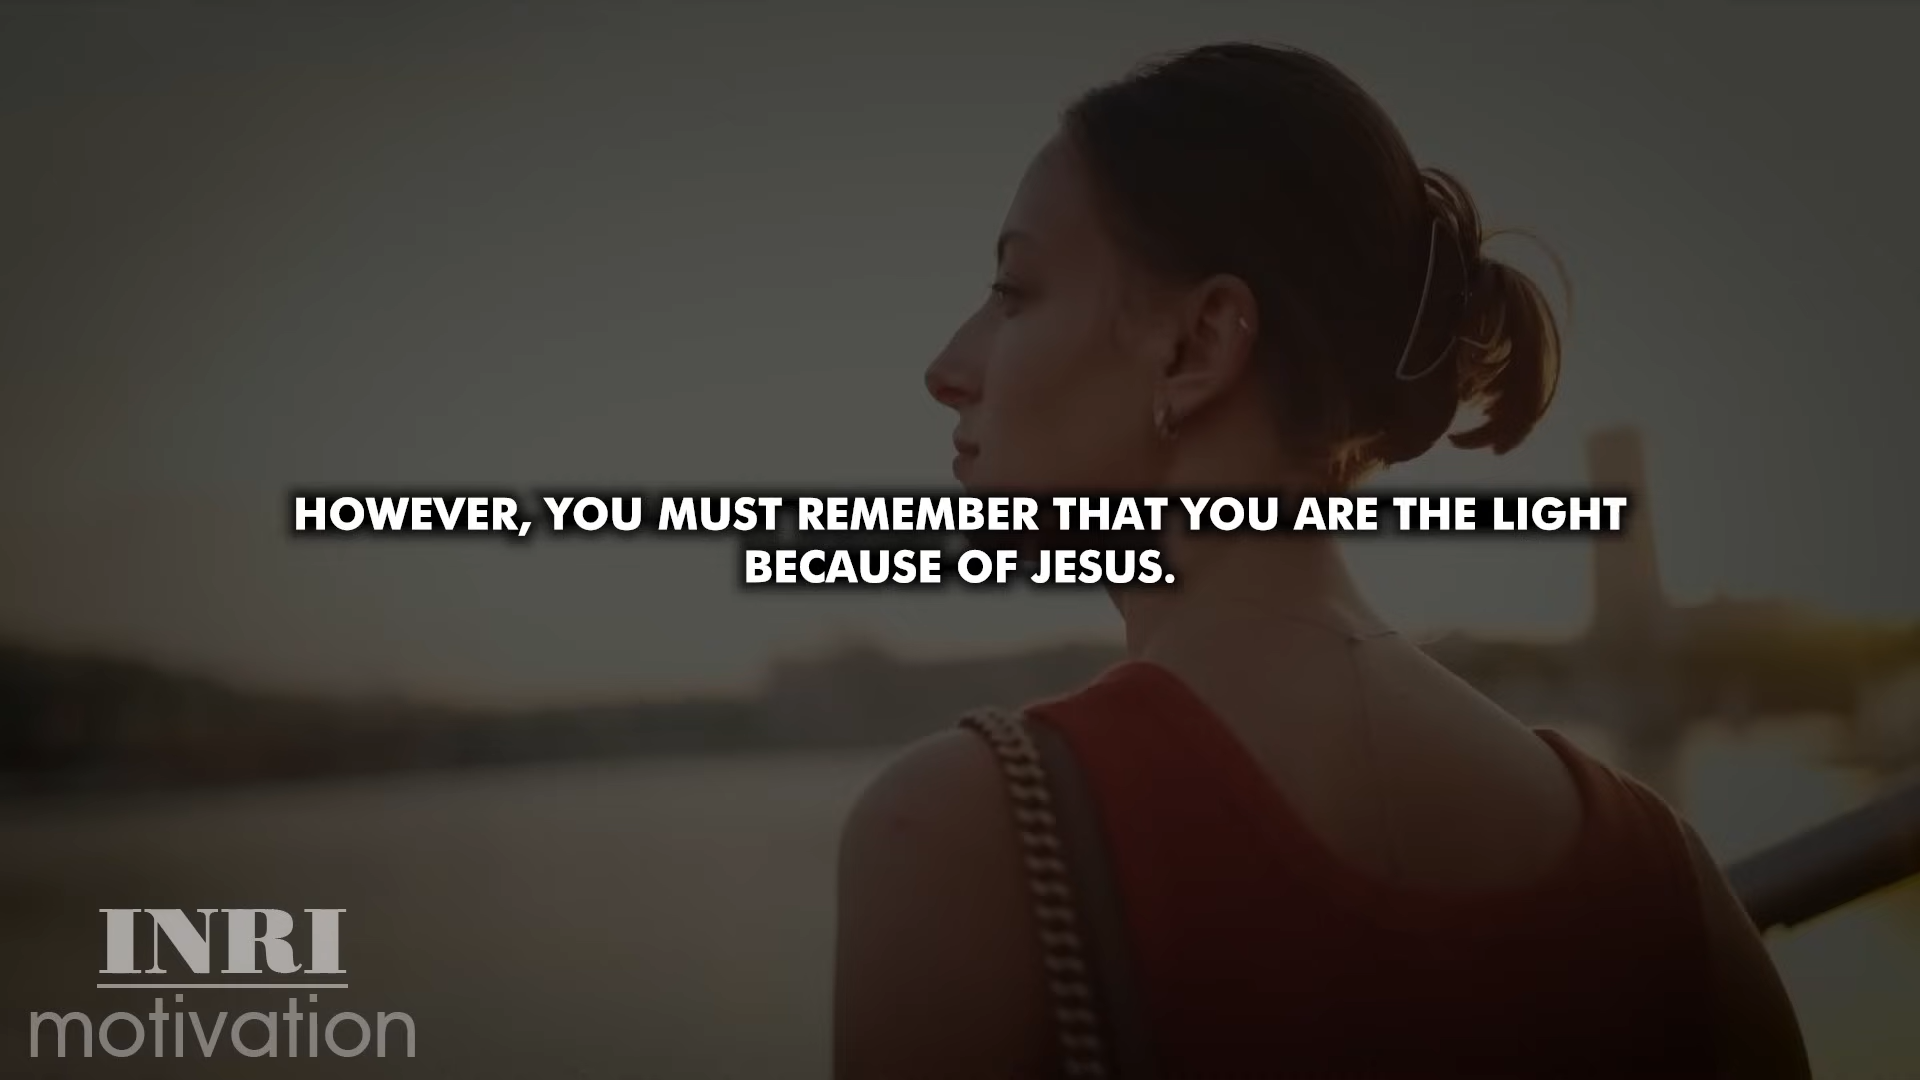 HOWEVER, YOU MUST REMEMBER THAT YOU ARE THE LIGHT
BECAUSE OF JESUS.
INRI
motivation